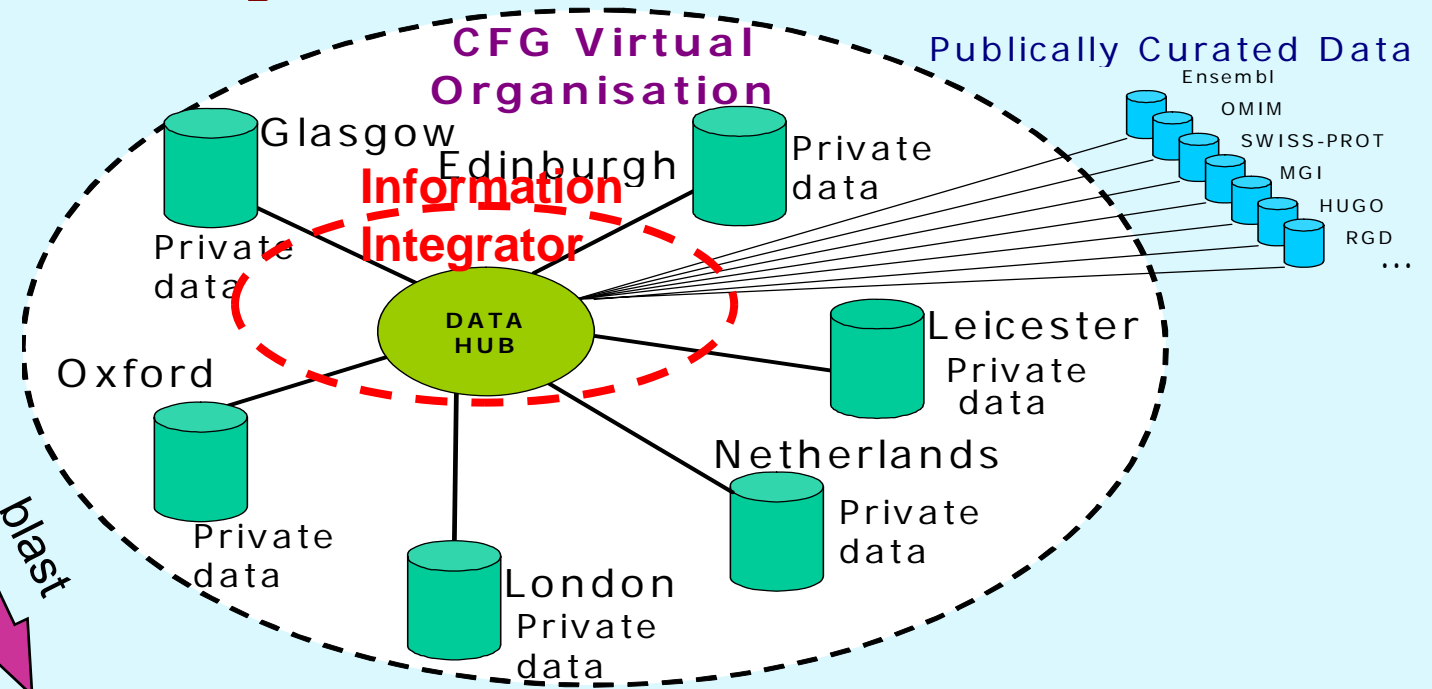 CFG Virtual
Organisation
Publically Curated Data
Ensembl
OMIM
SWISS-PROT
MGI
HUGO
RGD
...
Glasgow
Edinburgh
Private
data
Information
Integrator
Private
data
DATA
HUB
Leicester
Private
data
Oxford
Netherlands
Private
data
Private
data
London
Private
data
blast